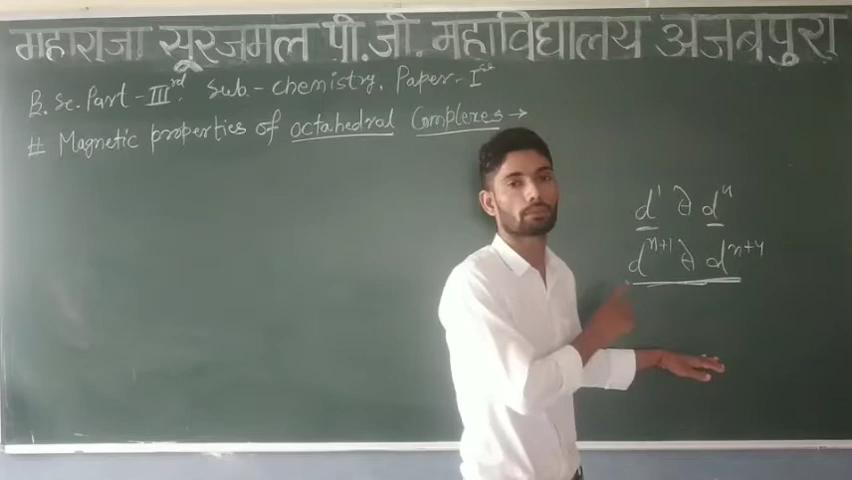 महाराजा सूरजमल पी.जी. महाविद्यालय अजबपुरा
B. Sc. Part - III rd. Sub. - chemistry. Paper - I st
# Magnetic properties of octahedral Complexes →
d¹ से d⁴
dⁿ⁺¹ से dⁿ⁺⁴